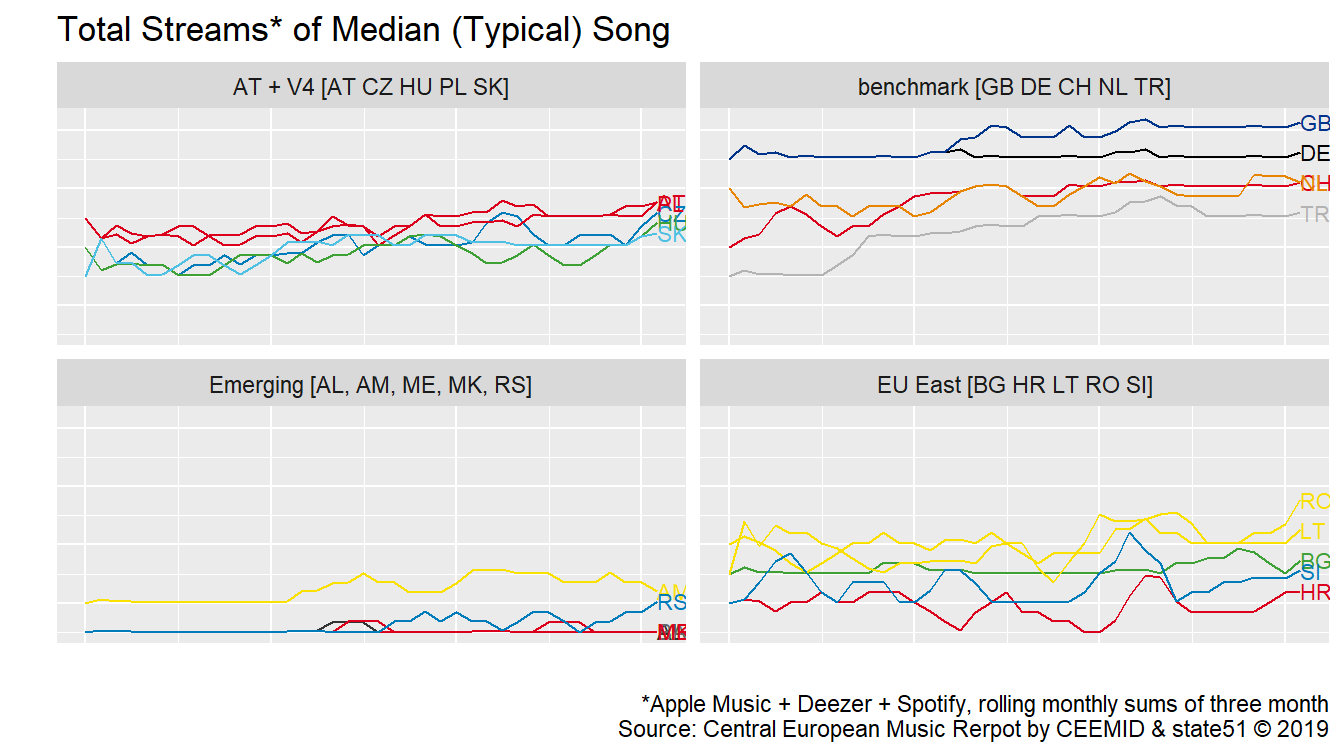 Total Streams* of Median (Typical) Song
AT + V4 [AT CZ HU PL SK]
benchmark [GB DE CH NL TR]
GB
DE
CH
NL
TR
SK
Emerging [AL, AM, ME, MK, RS]
EU East [BG HR LT RO SI]
RO
LT
BG
SI
HR
AM
RS
*Apple Music + Deezer + Spotify, rolling monthly sums of three month
Source: Central European Music Rerpot by CEEMID & state51 © 2019